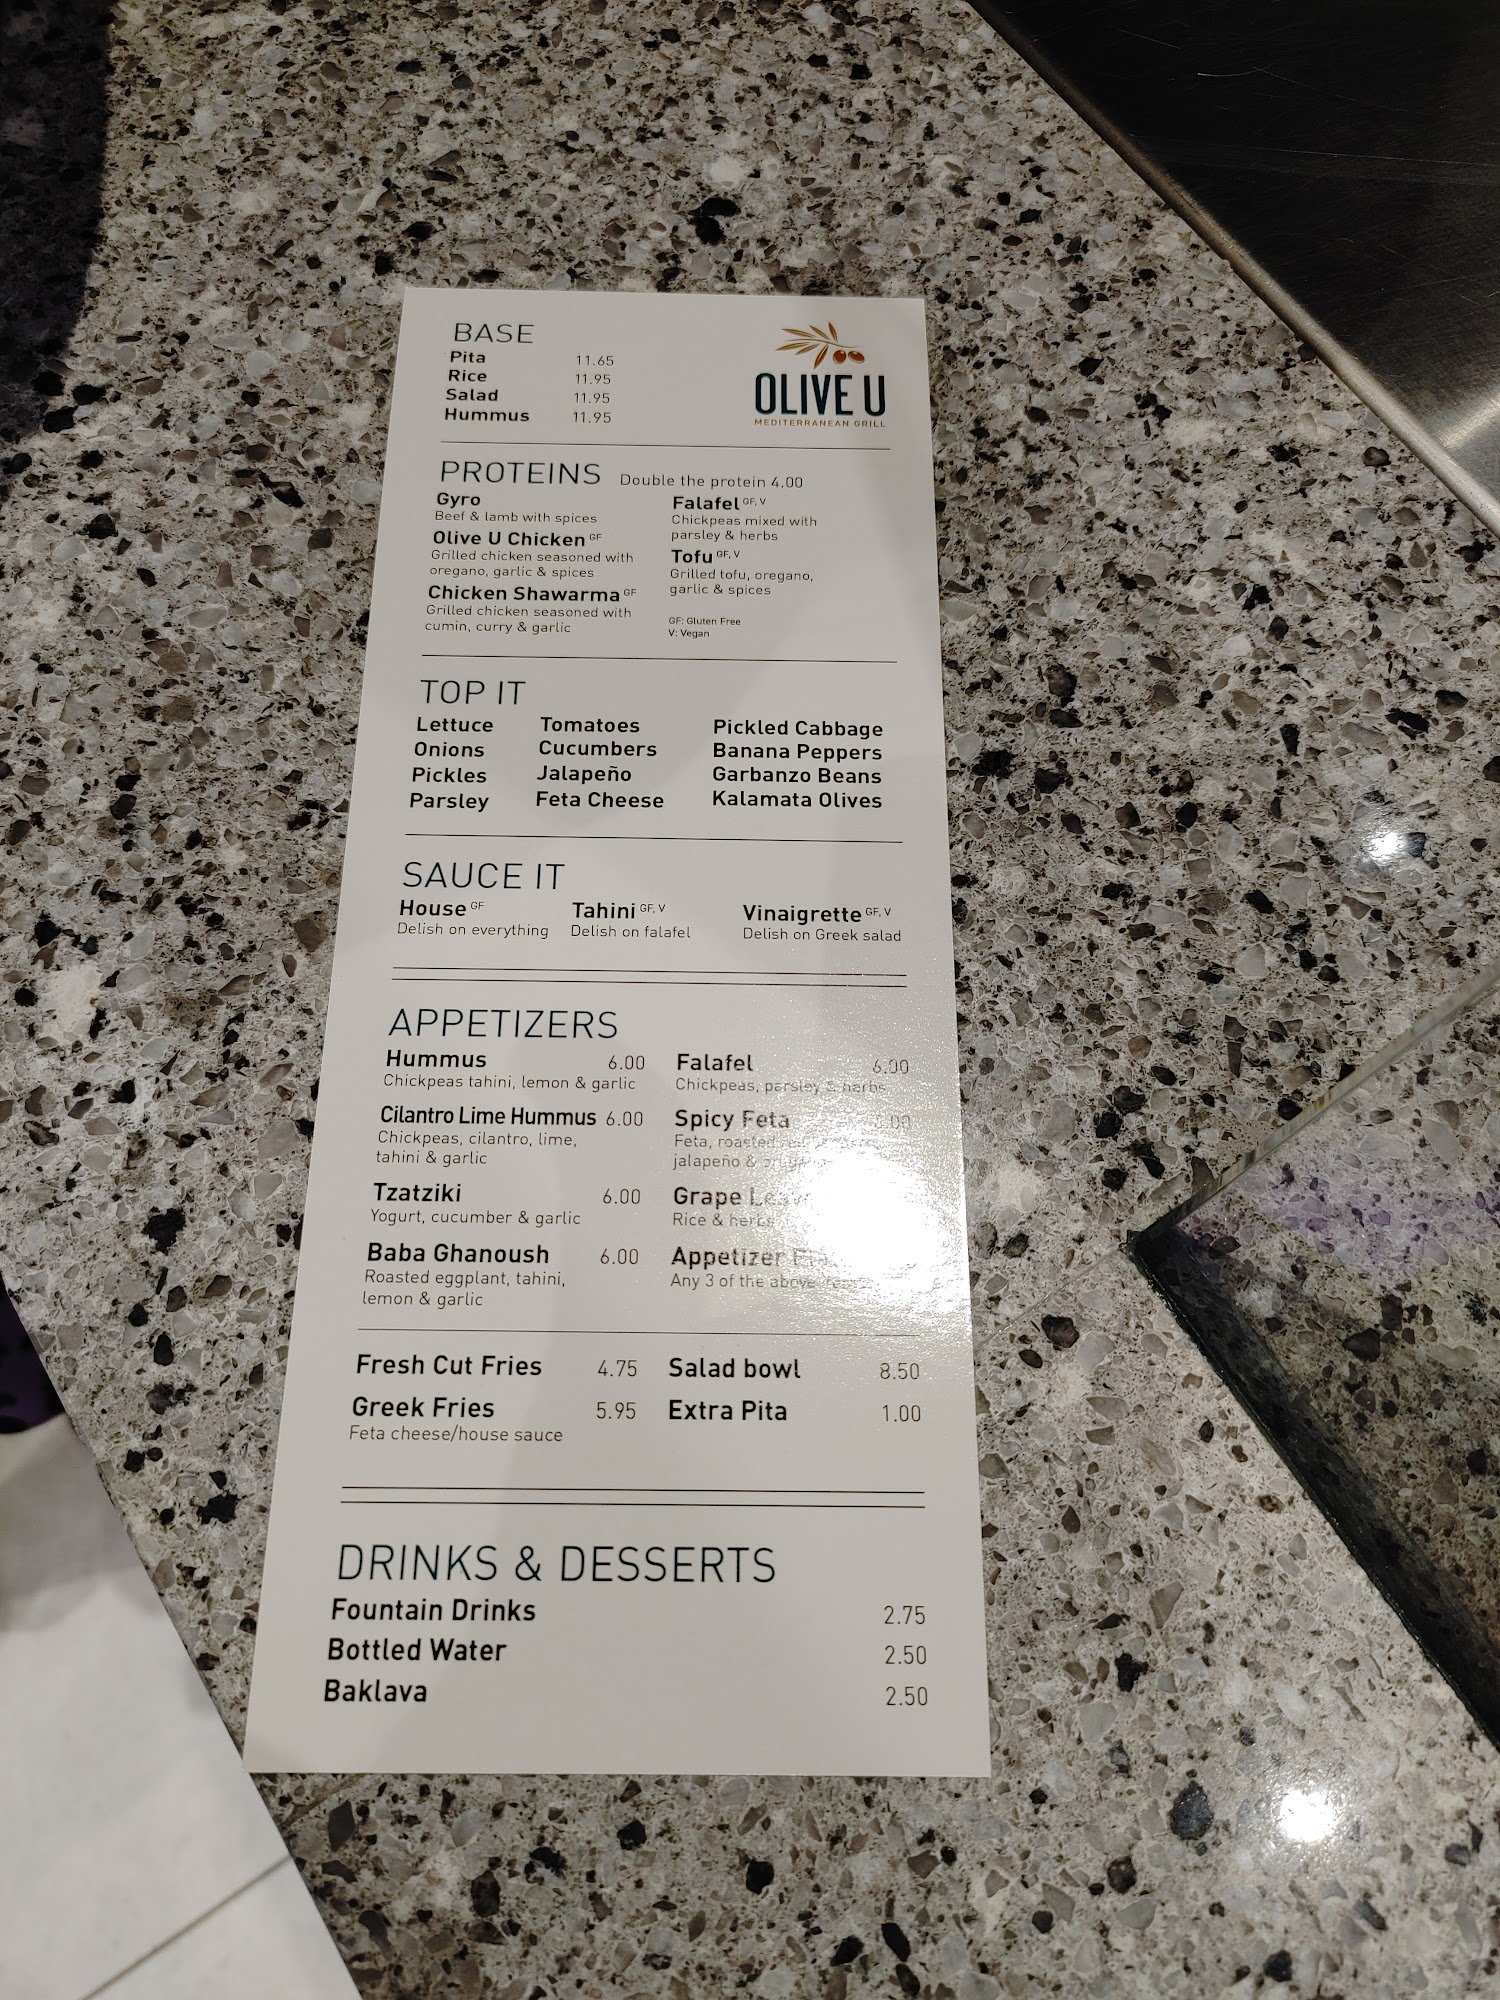 BASE
Pita 11.65
Rice 11.95
Salad 11.95
Hummus 11.95
OLIVE U
MEDITERRANEAN GRILL
PROTEINS Double the protein 4.00
Gyro
Beef & lamb with spices
Olive U Chicken GF
Grilled chicken seasoned with
oregano, garlic & spices
Chicken Shawarma GF
Grilled chicken seasoned with
cumin, curry & garlic
Falafel GF, V
Chickpeas mixed with
parsley & herbs
Tofu GF, V
Grilled tofu, oregano,
garlic & spices
GF: Gluten Free
V: Vegan
TOP IT
Lettuce Tomatoes Pickled Cabbage
Onions Cucumbers Banana Peppers
Pickles Jalapeño Garbanzo Beans
Parsley Feta Cheese Kalamata Olives
SAUCE IT
House GF
Delish on everything
Tahini GF, V
Delish on falafel
Vinaigrette GF, V
Delish on Greek salad
APPETIZERS
Hummus 6.00
Chickpeas tahini, lemon & garlic
Cilantro Lime Hummus 6.00
Chickpeas, cilantro, lime,
tahini & garlic
Tzatziki 6.00
Yogurt, cucumber & garlic
Baba Ghanoush 6.00
Roasted eggplant, tahini,
lemon & garlic
Falafel 6.00
Chickpeas, parsley & herbs
Spicy Feta
Feta, roasted
jalapeño &
Grape
Rice & herbs
Appetizer
Any 3 of the above
Fresh Cut Fries 4.75
Greek Fries 5.95
Feta cheese/house sauce
Salad bowl 8.50
Extra Pita 1.00
DRINKS & DESSERTS
Fountain Drinks 2.75
Bottled Water 2.50
Baklava 2.50